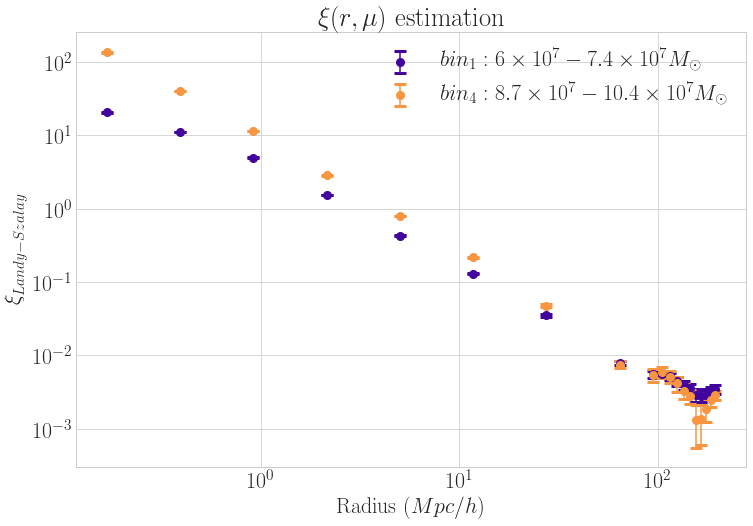 ξ(r, μ) estimation
bin₁ : 6 × 10⁷ − 7.4 × 10⁷M⊙
bin₄ : 8.7 × 10⁷ − 10.4 × 10⁷M⊙
10²
10¹
10⁰
10⁻¹
10⁻²
10⁻³
ξLandy−Szalay
10⁰ 10¹ 10²
Radius (Mpc/h)